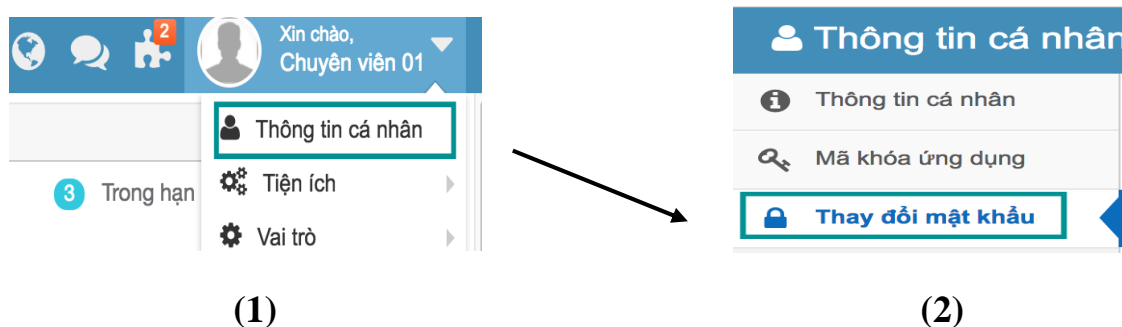 2
Xin chào,
Chuyên viên 01
Thông tin cá nhân
3 Trong hạn
Tiện ích
Vai trò
(1)
Thông tin cá nhân
Thông tin cá nhân
Mã khóa ứng dụng
Thay đổi mật khẩu
(2)